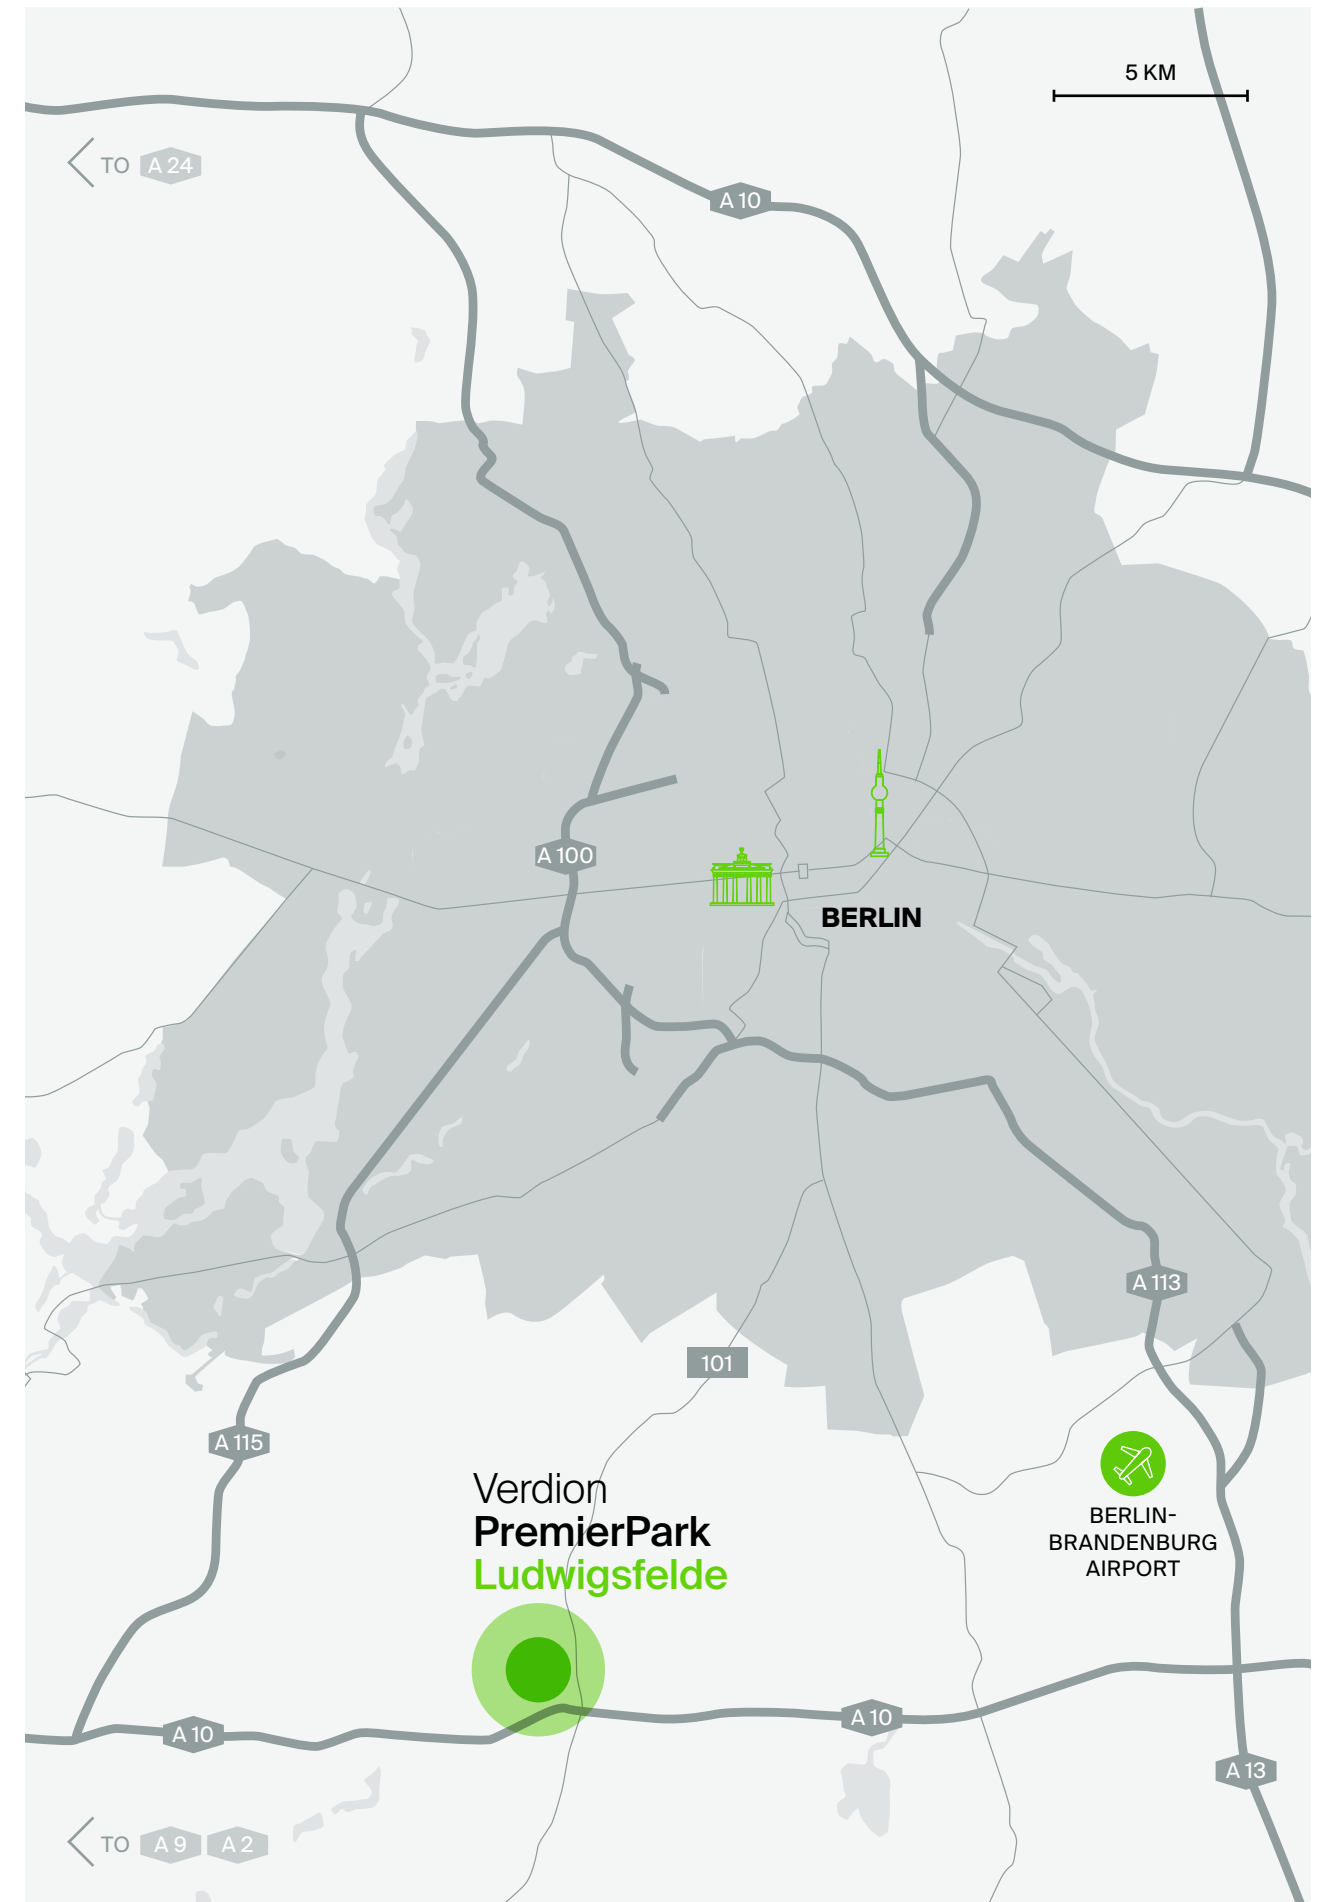 5 KM
TO A 24
A 10
A 100
BERLIN
A 113
101
A 115
Verdion
PremierPark
Ludwigsfelde
BERLIN-
BRANDENBURG
AIRPORT
A 10
A 10
A 13
TO A 9 A 2